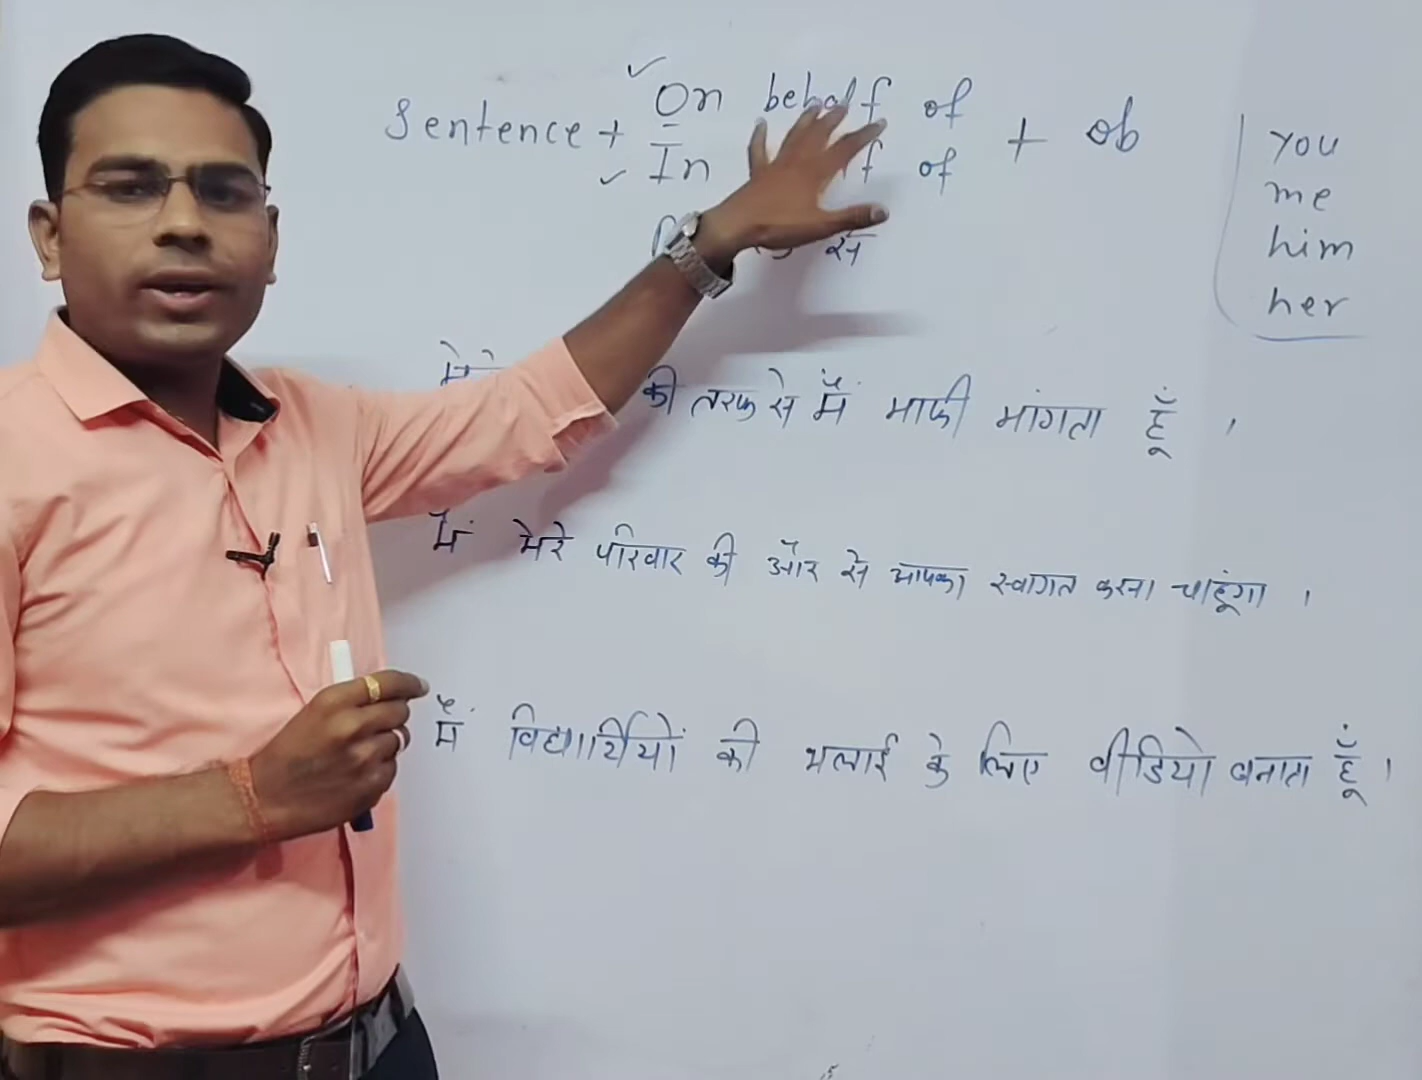 Sentence + On behalf of + ob
In of
से
की तरफ से मैं माफी मांगता हूँ ।
मैं मेरे परिवार की और से आपका स्वागत करना चाहूंगा ।
मैं विद्यार्थियों की भलाई के लिए वीडियो बनाता हूँ ।
you
me
him
her